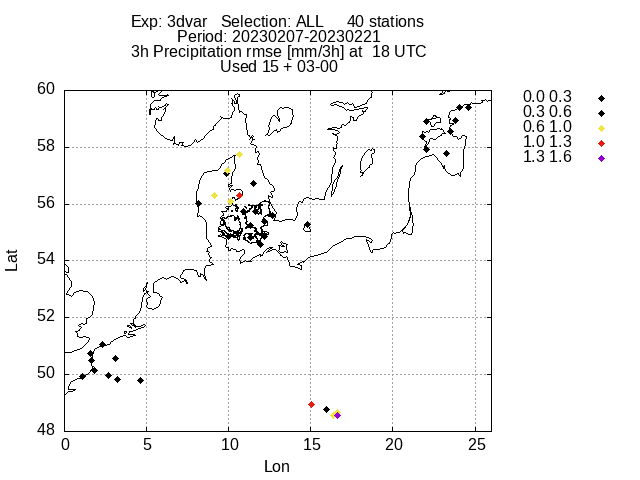 Exp: 3dvar   Selection: ALL     40 stations
Period: 20230207-20230221
3h Precipitation rmse [mm/3h] at  18 UTC
Used 15 + 03-00
0.0 0.3
0.3 0.6
0.6 1.0
1.0 1.3
1.3 1.6
60
58
56
54
52
50
48
Lat
0 5 10 15 20 25
Lon